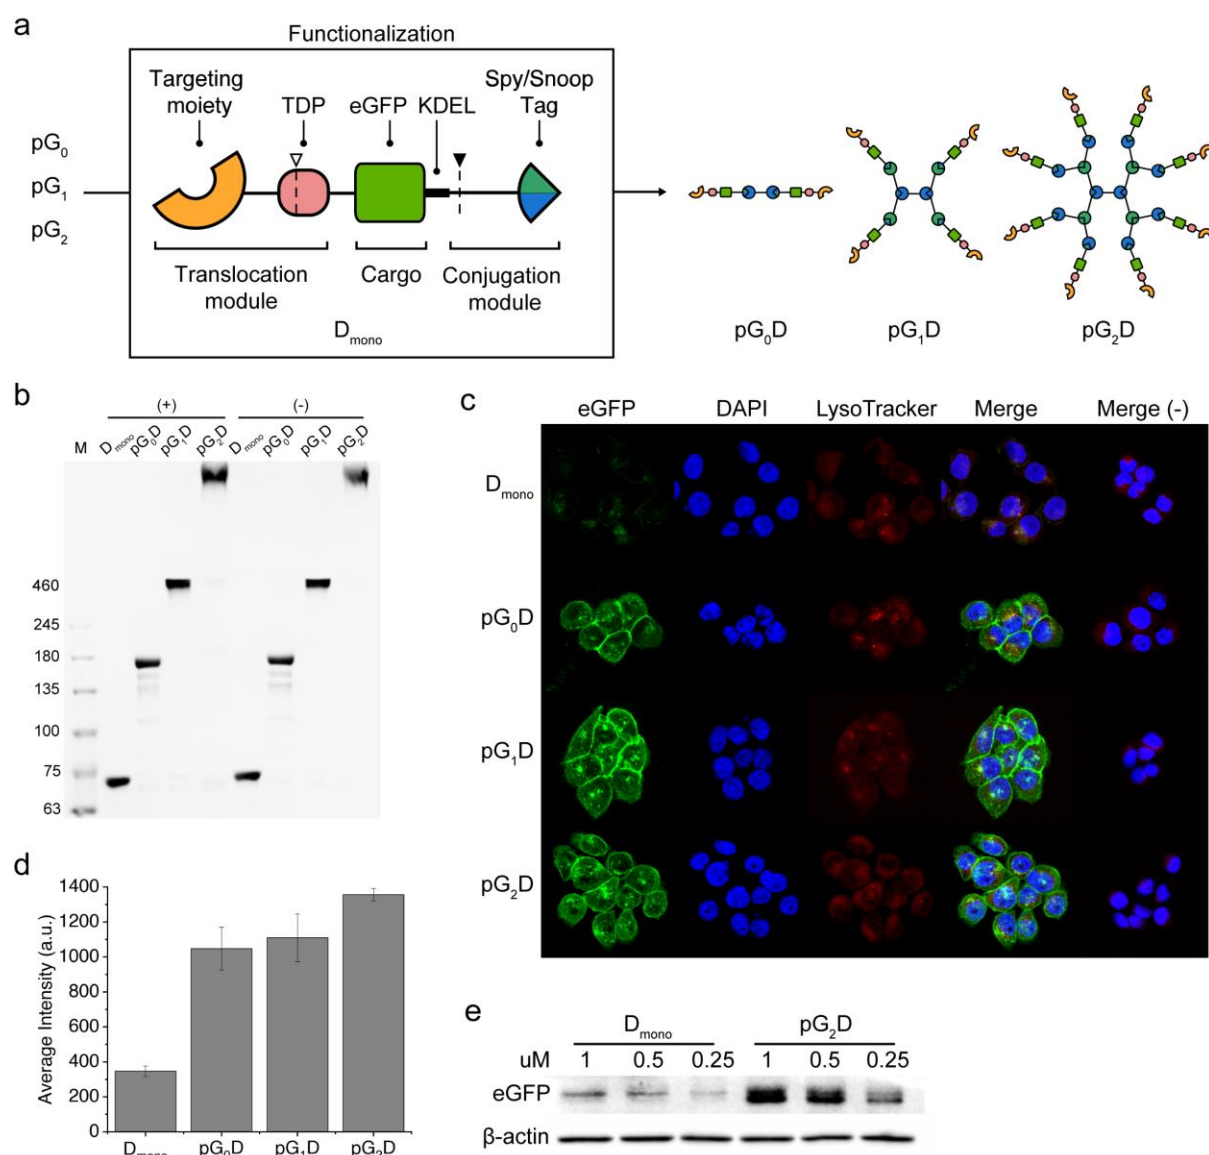 a
Functionalization
Targeting moiety
TDP
eGFP
KDEL
Spy/Snoop Tag
pG0
pG1
pG2
Translocation module
Cargo
Conjugation module
Dmono
pG0D
pG1D
pG2D
b
(+)
(-)
M
Dmono
pG0D
pG1D
pG2D
Dmono
pG0D
pG1D
pG2D
460
245
180
135
100
75
63
c
eGFP
DAPI
LysoTracker
Merge
Merge (-)
Dmono
pG0D
pG1D
pG2D
d
Average Intensity (a.u.)
1400
1200
1000
800
600
400
200
0
Dmono
pG0D
pG1D
pG2D
e
Dmono
pG2D
uM 1 0.5 0.25 1 0.5 0.25
eGFP
β-actin